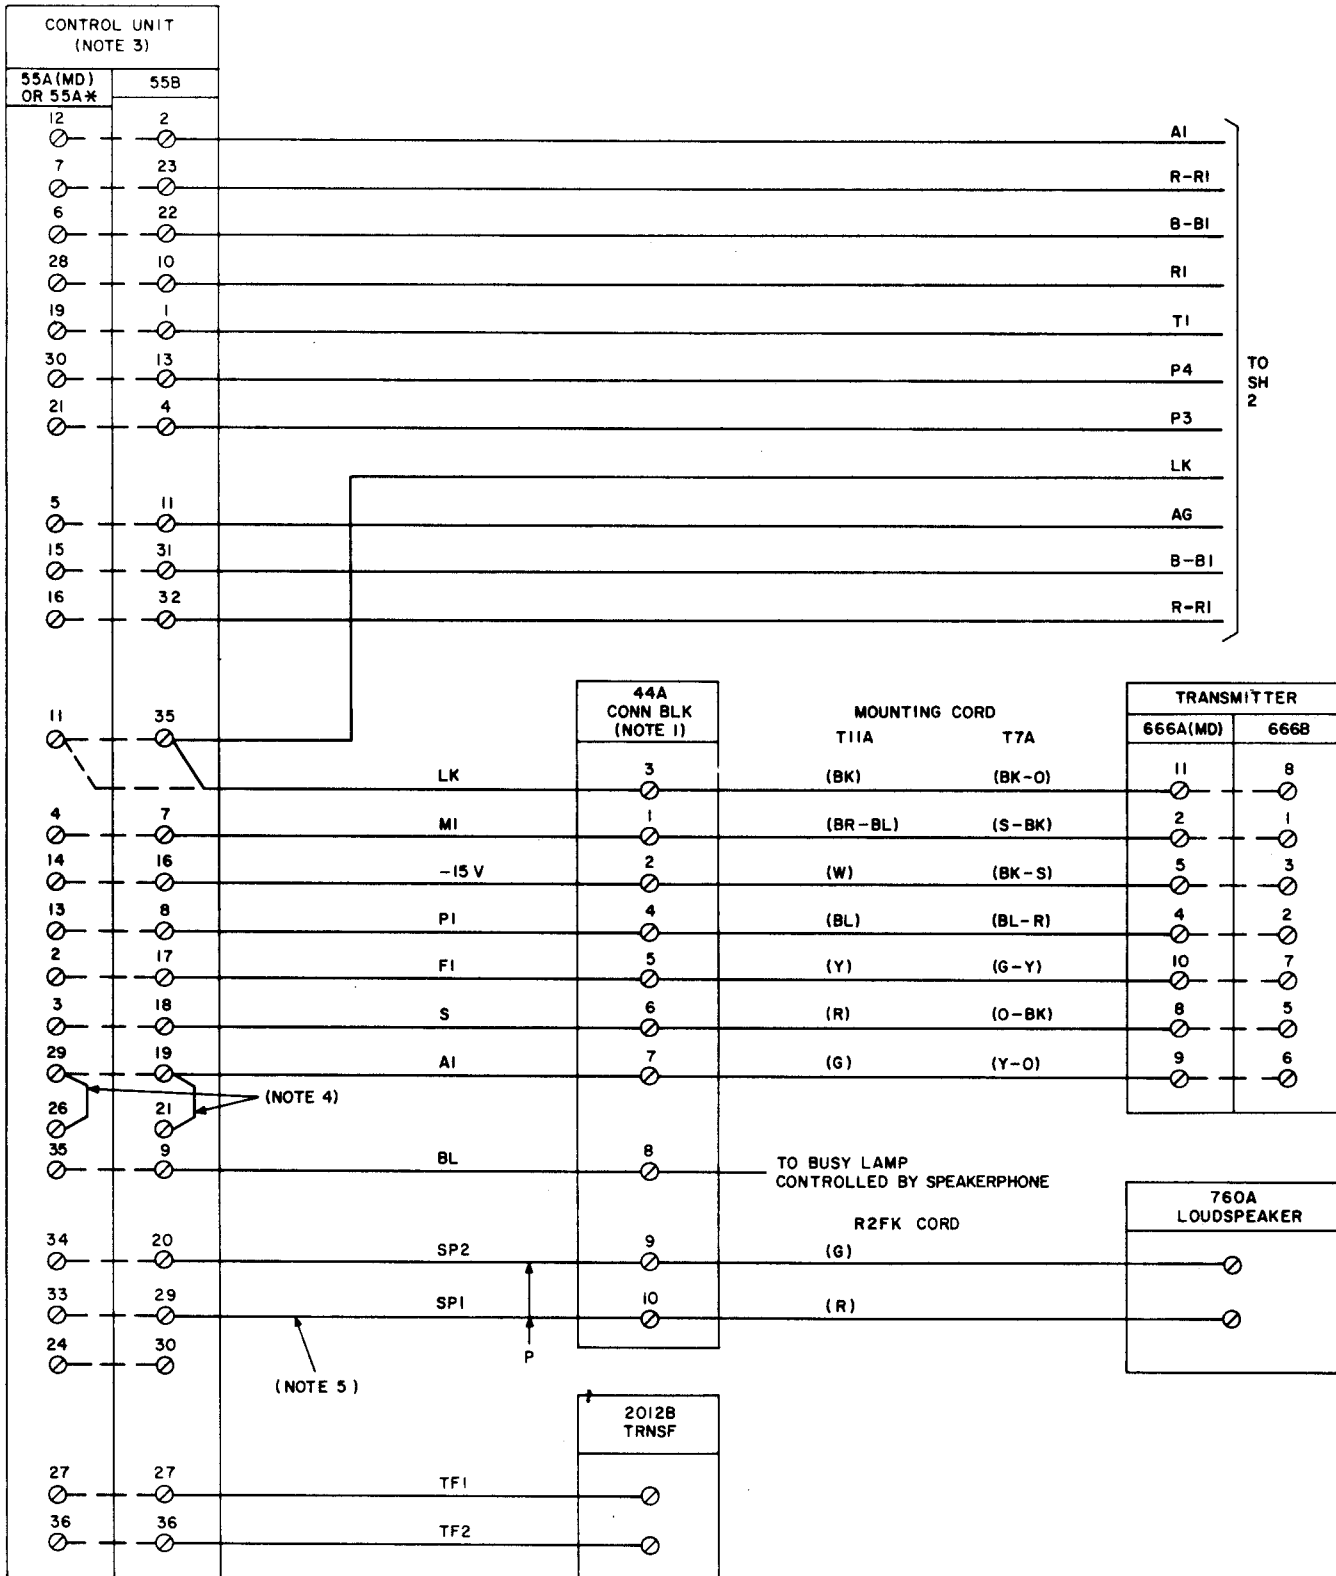 CONTROL UNIT
(NOTE 3)
55A(MD)
OR 55A*
55B
12 2 A1
7 23 R-R1
6 22 B-B1
28 10 R1
19 1 T1
30 13 P4
21 4 P3
LK
5 11 AG
15 31 B-B1
16 32 R-R1
TO
SH
2
44A
CONN BLK
(NOTE 1)
MOUNTING CORD
T11A T7A
TRANSMITTER
666A(MD) 666B
11 35
LK 3 (BK) (BK-O) 11 8
4 7 M1 1 (BR-BL) (S-BK) 2 1
14 16 -15 V 2 (W) (BK-S) 5 3
13 8 P1 4 (BL) (BL-R) 4 2
2 17 F1 5 (Y) (G-Y) 10 7
3 18 S 6 (R) (O-BK) 8 5
29 19 A1 7 (G) (Y-O) 9 6
(NOTE 4)
26 21
35 9 BL 8 TO BUSY LAMP
CONTROLLED BY SPEAKERPHONE
760A
LOUDSPEAKER
R2FK CORD
34 20 SP2 9 (G)
33 29 SP1 10 (R)
24 30
P
(NOTE 5)
2012B
TRNSF
27 27 TF1
36 36 TF2